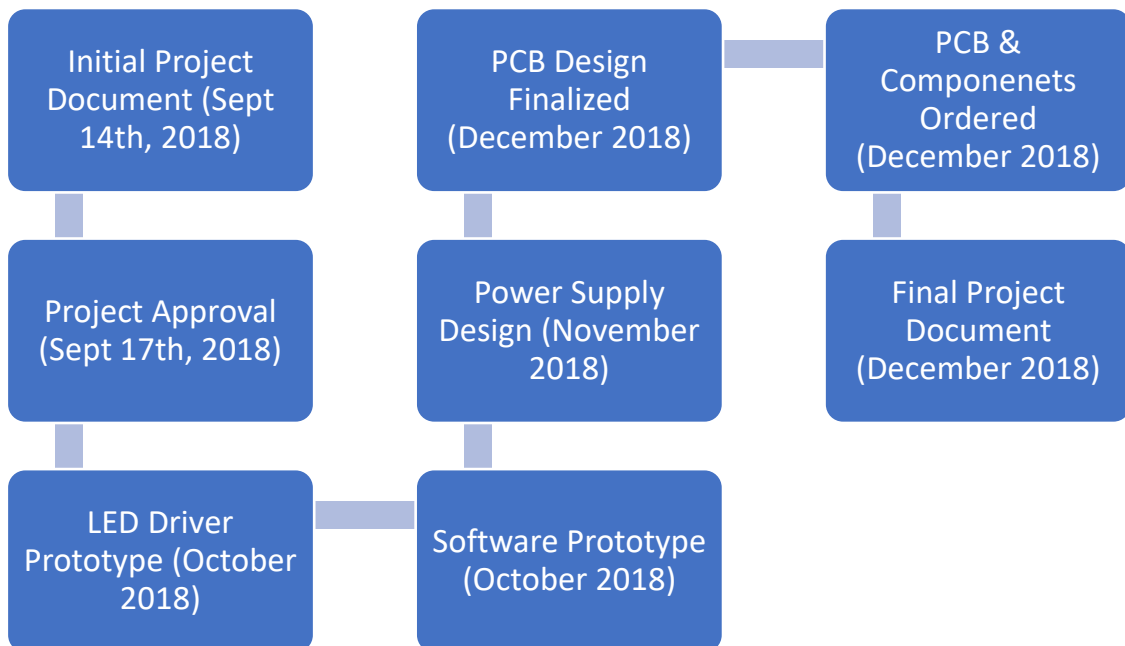 Initial Project
Document (Sept
14th, 2018)
Project Approval
(Sept 17th, 2018)
LED Driver
Prototype (October
2018)
Software Prototype
(October 2018)
Power Supply
Design (November
2018)
PCB Design
Finalized
(December 2018)
PCB &
Componenets
Ordered
(December 2018)
Final Project
Document
(December 2018)